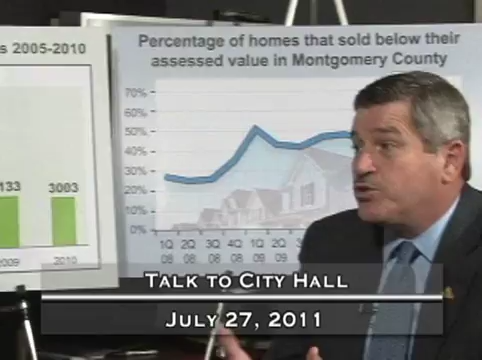 s 2005-2010
133
3003
2009
2010
Percentage of homes that sold below their
assessed value in Montgomery County
70%
60%
50%
40%
30%
20%
10%
0%
1Q 2Q 3Q 4Q 1Q 2Q
08 08 08 08 09 09
TALK TO CITY HALL
JULY 27, 2011